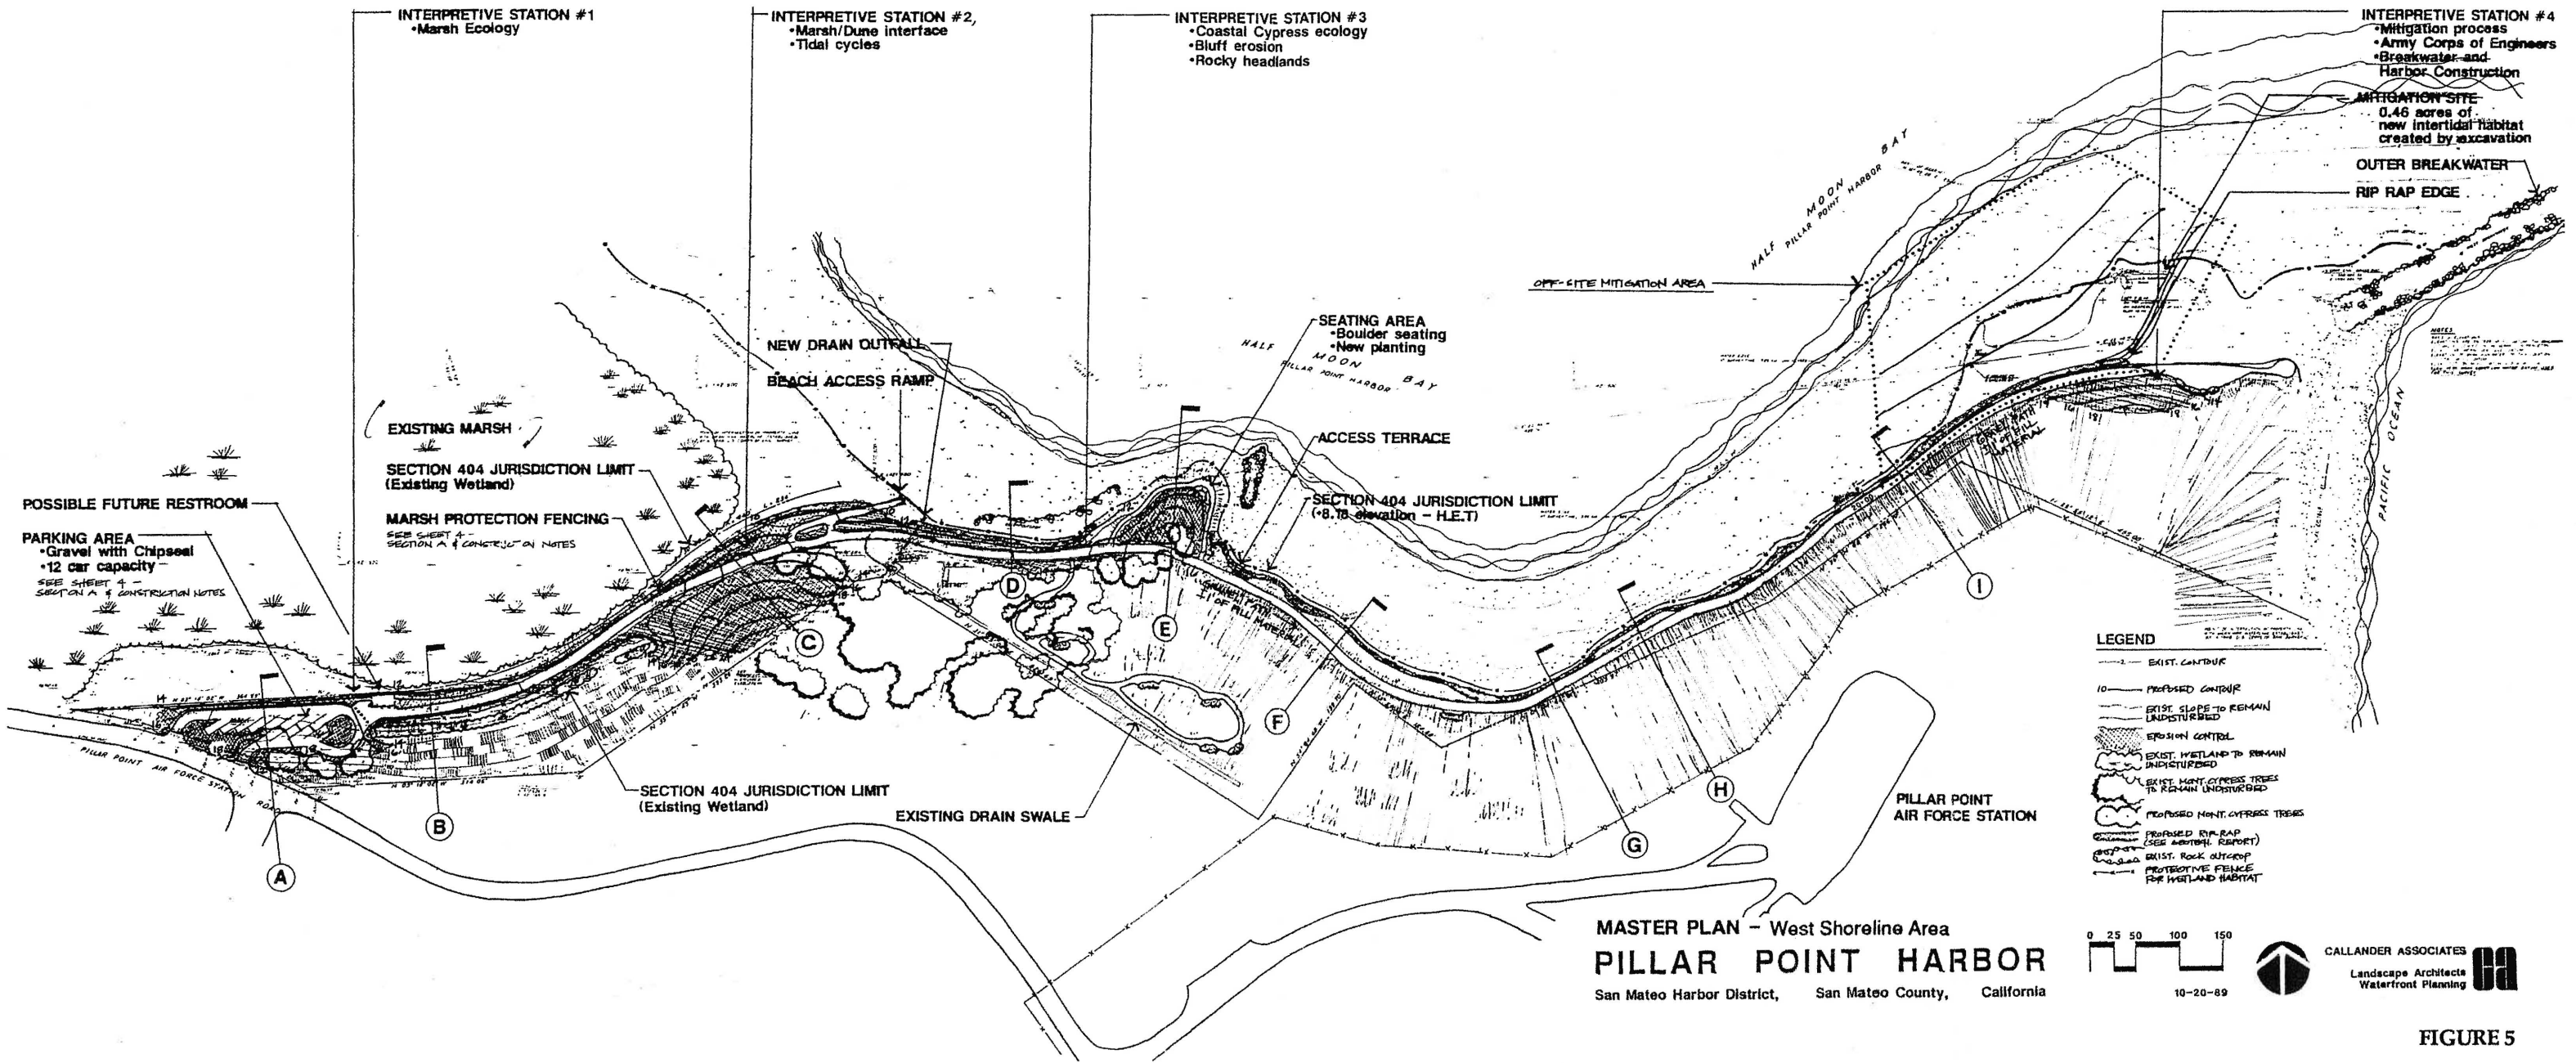 INTERPRETIVE STATION #1
•Marsh Ecology
INTERPRETIVE STATION #2,
•Marsh/Dune interface
•Tidal cycles
INTERPRETIVE STATION #3
•Coastal Cypress ecology
•Bluff erosion
•Rocky headlands
INTERPRETIVE STATION #4
•Mitigation process
•Army Corps of Engineers
•Breakwater and
Harbor Construction
MITIGATION SITE
0.46 acres of
new intertidal habitat
created by excavation
OUTER BREAKWATER
RIP RAP EDGE
HALF MOON BAY
PILLAR POINT HARBOR
OFF-SITE MITIGATION AREA
SEATING AREA
•Boulder seating
•New planting
HALF MOON BAY
PILLAR POINT HARBOR
NEW DRAIN OUTFALL
BEACH ACCESS RAMP
EXISTING MARSH
ACCESS TERRACE
SECTION 404 JURISDICTION LIMIT
(Existing Wetland)
SECTION 404 JURISDICTION LIMIT
(+8.18 elevation - H.E.T)
POSSIBLE FUTURE RESTROOM
MARSH PROTECTION FENCING
SEE SHEET 4 -
SECTION A & CONSTRUCTION NOTES
PARKING AREA
•Gravel with Chipseal
•12 car capacity
SEE SHEET 4 -
SECTION A & CONSTRUCTION NOTES
NOTES
PACIFIC OCEAN
1:1 OF FILL MATERIAL
PILLAR POINT AIR FORCE STATION ROAD
SECTION 404 JURISDICTION LIMIT
(Existing Wetland)
EXISTING DRAIN SWALE
A
B
C
D
E
F
G
H
I
PILLAR POINT
AIR FORCE STATION
LEGEND
2 EXIST. CONTOUR
10 PROPOSED CONTOUR
EXIST. SLOPE TO REMAIN
UNDISTURBED
EROSION CONTROL
EXIST. WETLAND TO REMAIN
UNDISTURBED
EXIST. MONT. CYPRESS TREES
TO REMAIN UNDISTURBED
PROPOSED MONT. CYPRESS TREES
PROPOSED RIP-RAP
(SEE GEOTECH. REPORT)
EXIST. ROCK OUTCROP
PROTECTIVE FENCE
FOR WETLAND HABITAT
MASTER PLAN - West Shoreline Area
PILLAR POINT HARBOR
San Mateo Harbor District, San Mateo County, California
0 25 50 100 150
10-20-89
CALLANDER ASSOCIATES
Landscape Architects
Waterfront Planning
ca
FIGURE 5